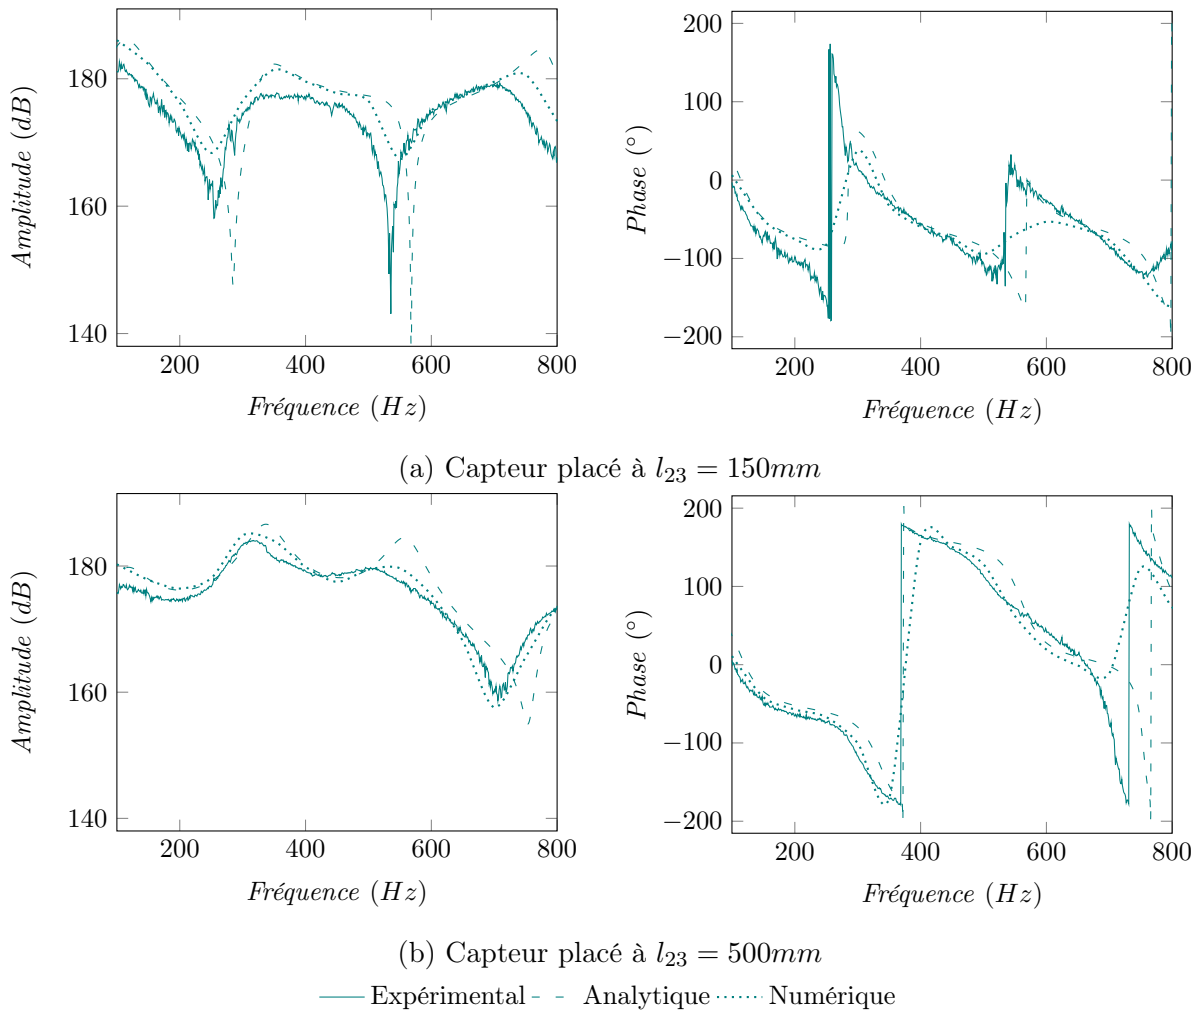 180
160
140
Amplitude (dB)
200 400 600 800
Fréquence (Hz)
200
100
0
−100
−200
Phase (°)
200 400 600 800
Fréquence (Hz)
(a) Capteur placé à l23 = 150mm
180
160
140
Amplitude (dB)
200 400 600 800
Fréquence (Hz)
200
100
0
−100
−200
Phase (°)
200 400 600 800
Fréquence (Hz)
(b) Capteur placé à l23 = 500mm
Expérimental Analytique Numérique